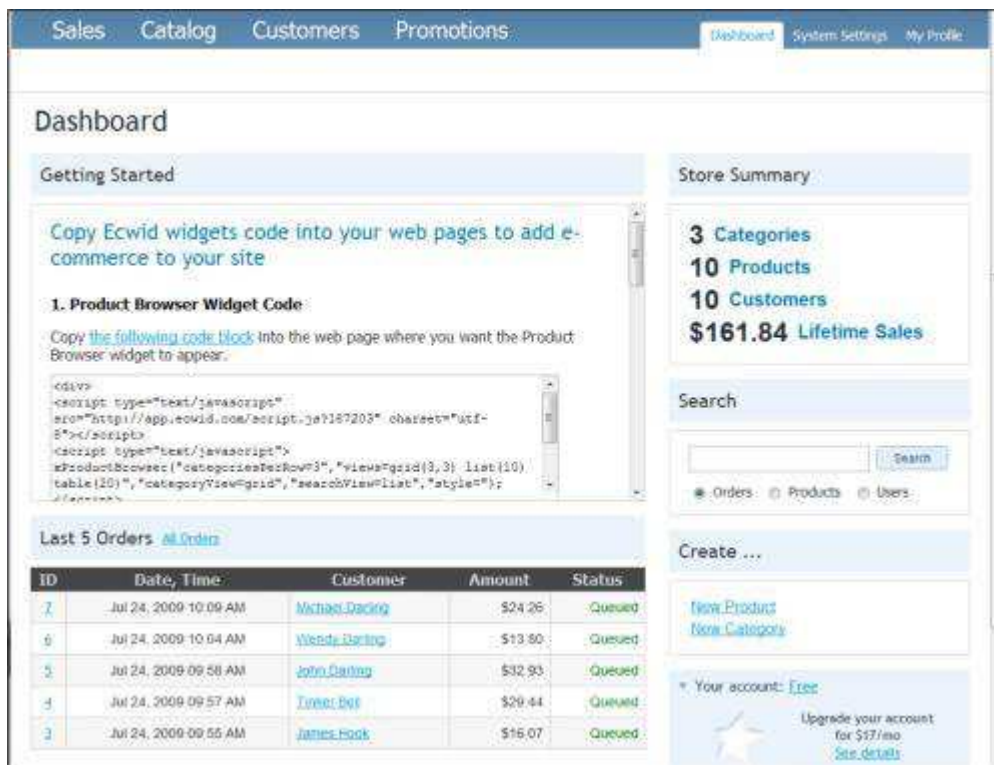 Sales Catalog Customers Promotions Dashboard System Settings My Profile
Dashboard
Getting Started
Copy Ecwid widgets code into your web pages to add e-
commerce to your site
1. Product Browser Widget Code
Copy the following code block into the web page where you want the Product
Browser widget to appear.
<div>
<script type="text/javascript"
src="http://app.ecwid.com/script.js?187203" charset="utf-
8"></script>
<script type="text/javascript">
xProductBrowser("categoriesPerRow=3","views=grid(3,3) list(10)
table(20)","categoryView=grid","searchView=list","style=");
</script>
Last 5 Orders All Orders
ID Date, Time Customer Amount Status
7 Jul 24, 2009 10:09 AM Michael Darling $24.26 Queued
6 Jul 24, 2009 10:04 AM Wendy Darling $13.80 Queued
5 Jul 24, 2009 09:58 AM John Darling $32.93 Queued
4 Jul 24, 2009 09:57 AM Tinker Bell $29.44 Queued
3 Jul 24, 2009 09:55 AM James Hook $16.07 Queued
Store Summary
3 Categories
10 Products
10 Customers
$161.84 Lifetime Sales
Search
Search
Orders Products Users
Create ...
New Product
New Category
Your account: Free
Upgrade your account
for $17/mo
See details